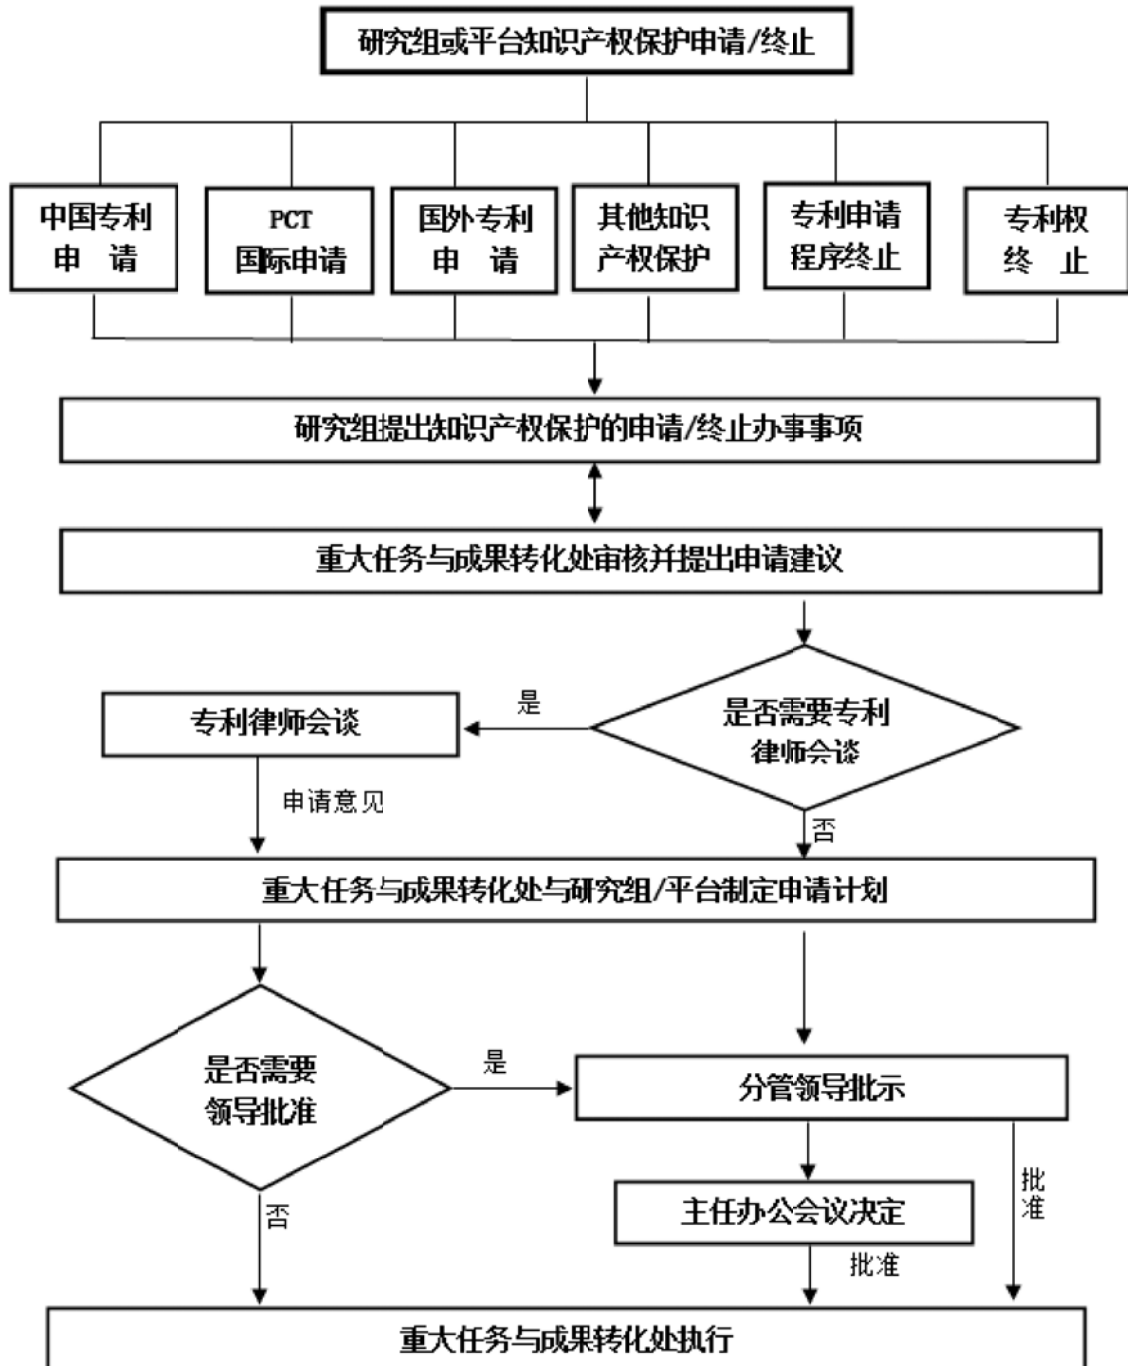 研究组或平台知识产权保护申请/终止
中国专利
申 请
PCT
国际申请
国外专利
申 请
其他知识
产权保护
专利申请
程序终止
专利权
终 止
研究组提出知识产权保护的申请/终止办事事项
重大任务与成果转化处审核并提出申请建议
是否需要专利
律师会谈
是
专利律师会谈
申请意见
否
重大任务与成果转化处与研究组/平台制定申请计划
是否需要
领导批准
是
分管领导批示
否
主任办公会议决定
批准
批准
重大任务与成果转化处执行